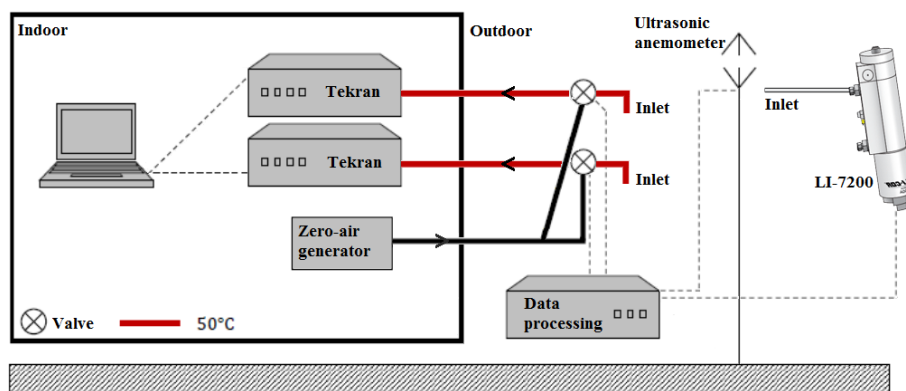 Indoor
Outdoor
Ultrasonic
anemometer
Tekran
Inlet
Inlet
Tekran
Inlet
LI-7200
Zero-air
generator
Data
processing
Valve
50°C